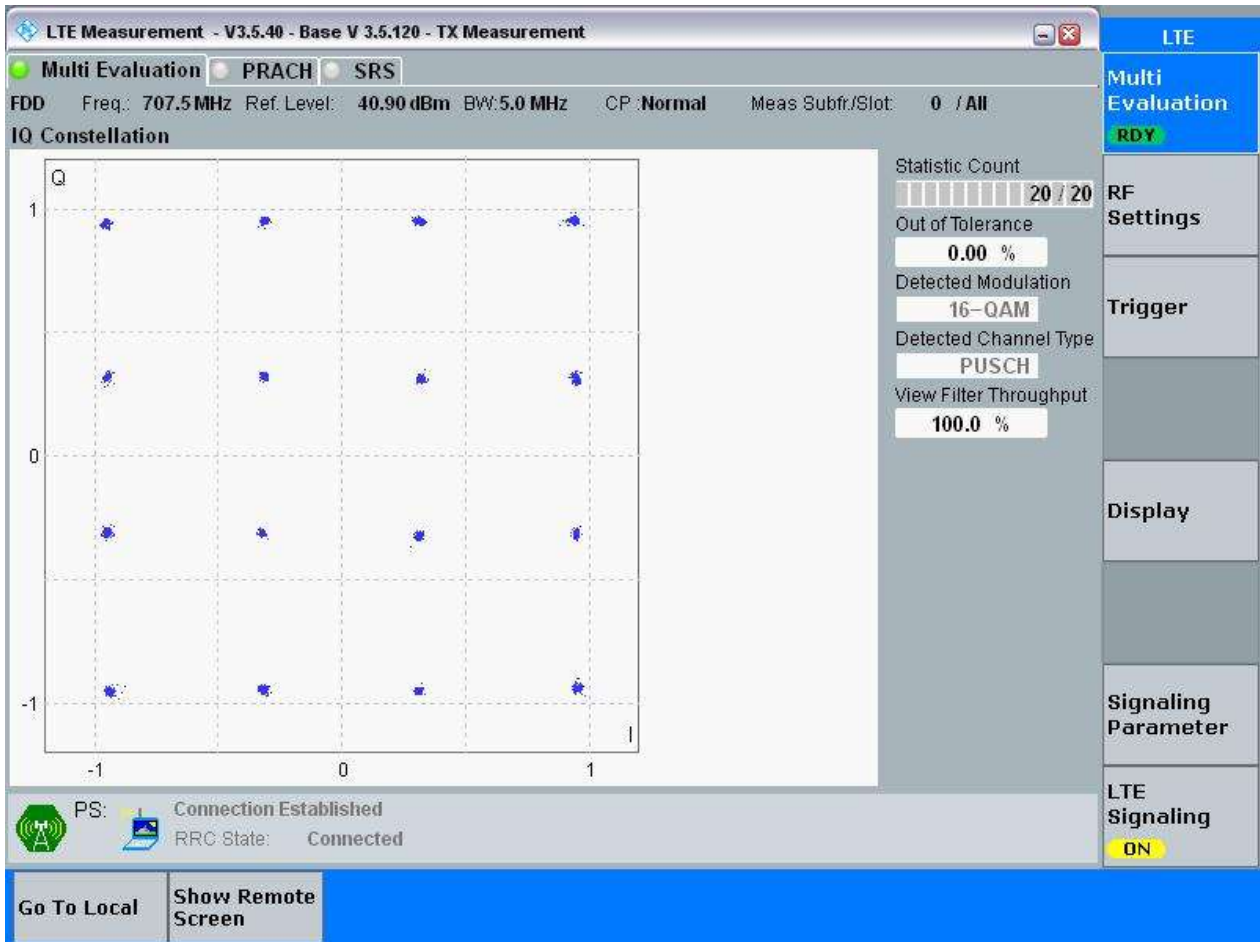 LTE Measurement - V3.5.40 - Base V 3.5.120 - TX Measurement
LTE
Multi Evaluation PRACH SRS
Multi
Evaluation
RDY
FDD Freq.: 707.5 MHz Ref. Level: 40.90 dBm BW: 5.0 MHz CP : Normal Meas Subfr./Slot: 0 / All
IQ Constellation
Q
1
0
-1
I
-1 0 1
Statistic Count
20 / 20
Out of Tolerance
0.00 %
Detected Modulation
16-QAM
Detected Channel Type
PUSCH
View Filter Throughput
100.0 %
RF
Settings
Trigger
Display
Signaling
Parameter
LTE
Signaling
ON
PS: Connection Established
RRC State: Connected
Go To Local
Show Remote
Screen